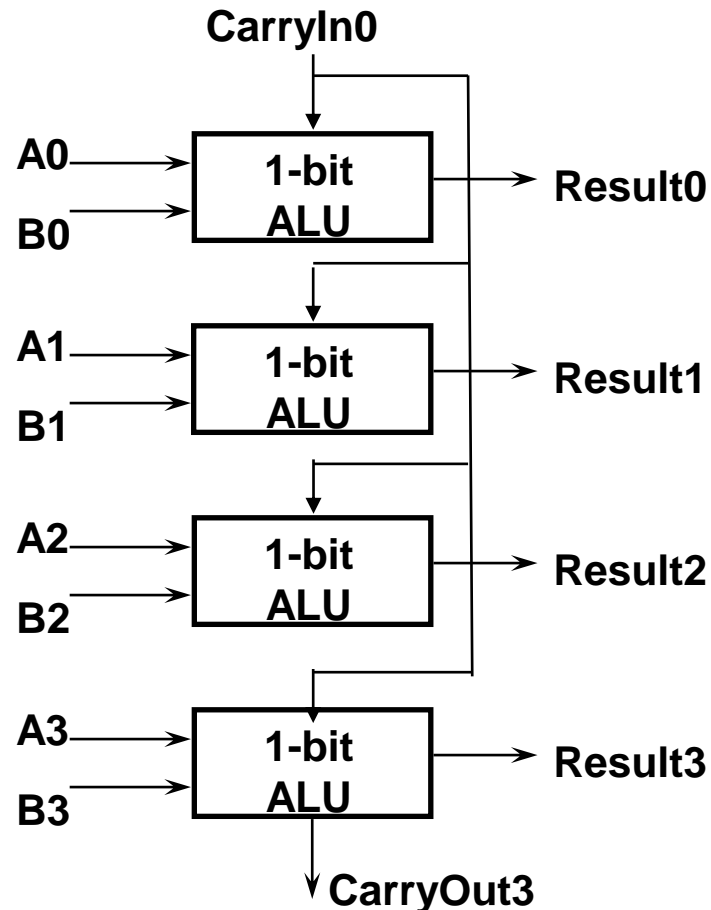 CarryIn0
A0
1-bit
ALU
Result0
B0
A1
1-bit
ALU
Result1
B1
A2
1-bit
ALU
Result2
B2
A3
1-bit
ALU
Result3
B3
CarryOut3